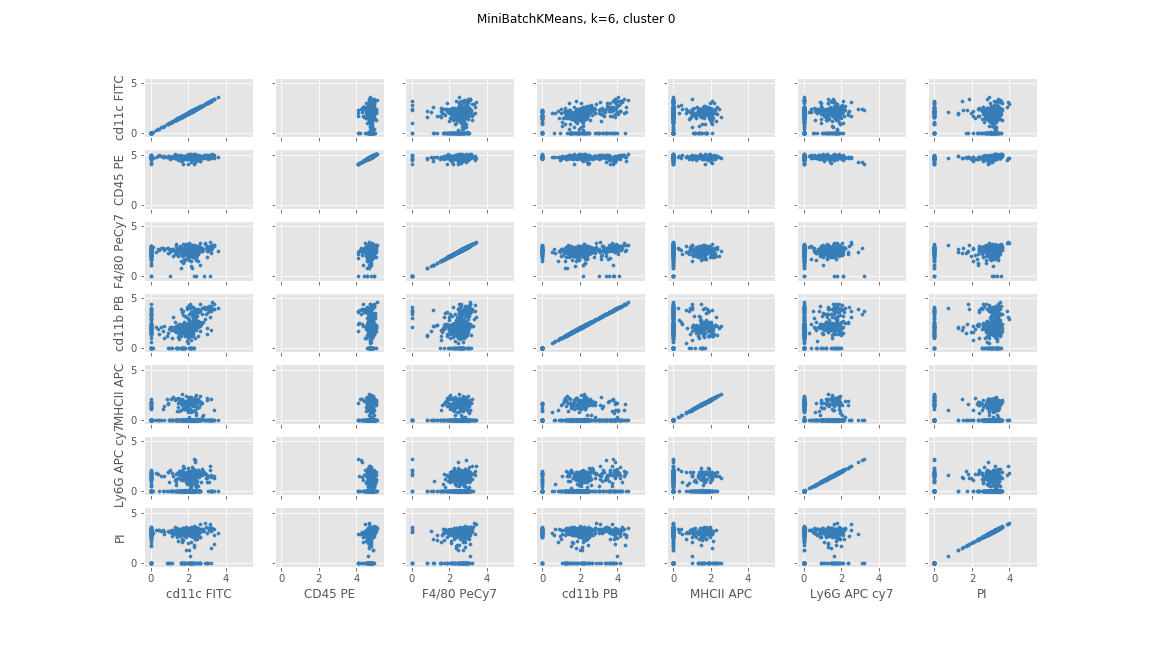 MiniBatchKMeans, k=6, cluster 0
cd11c FITC
5
0
CD45 PE
5
0
F4/80 PeCy7
5
0
cd11b PB
5
0
MHCII APC
5
0
Ly6G APC cy7
5
0
PI
5
0
0 2 4 0 2 4 0 2 4 0 2 4 0 2 4 0 2 4 0 2 4
cd11c FITC CD45 PE F4/80 PeCy7 cd11b PB MHCII APC Ly6G APC cy7 PI